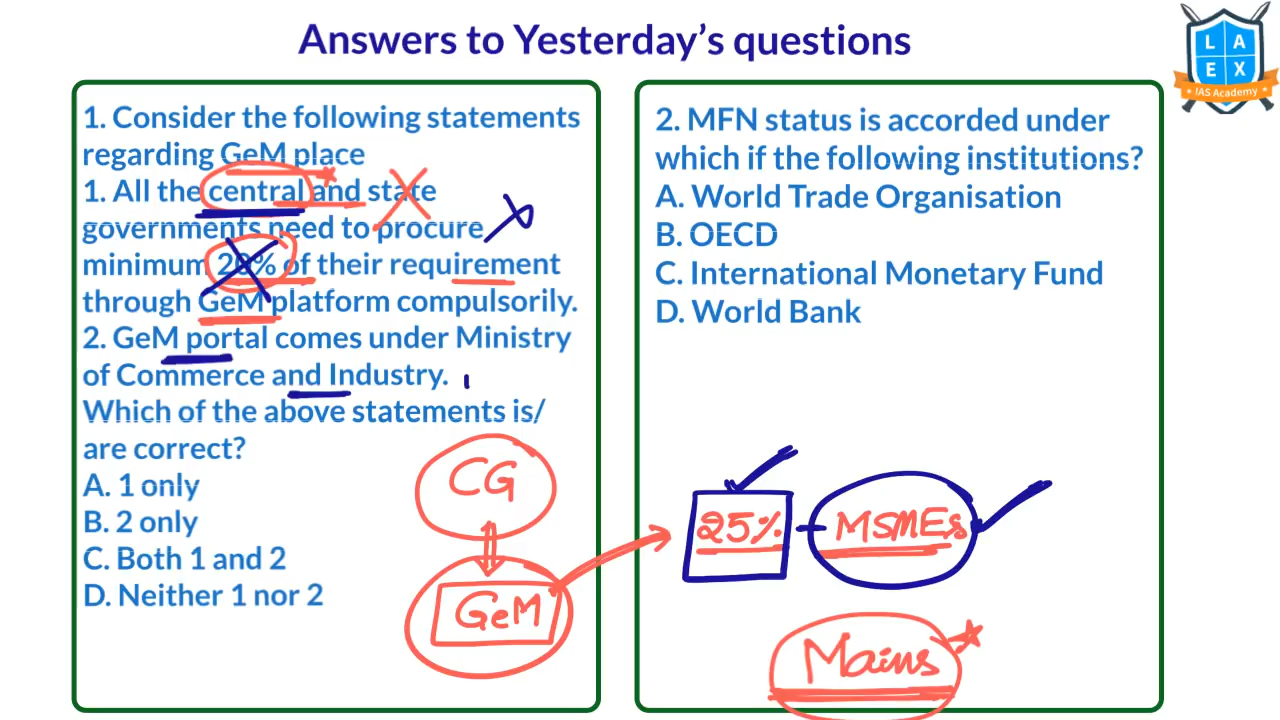 Answers to Yesterday's questions
L A
E X
IAS Academy
1. Consider the following statements
regarding GeM place
1. All the central and state
governments need to procure
minimum 20% of their requirement
through GeM platform compulsorily.
2. GeM portal comes under Ministry
of Commerce and Industry.
Which of the above statements is/
are correct?
A. 1 only
B. 2 only
C. Both 1 and 2
D. Neither 1 nor 2
CG
GeM
2. MFN status is accorded under
which if the following institutions?
A. World Trade Organisation
B. OECD
C. International Monetary Fund
D. World Bank
25% - MSMEs
Mains